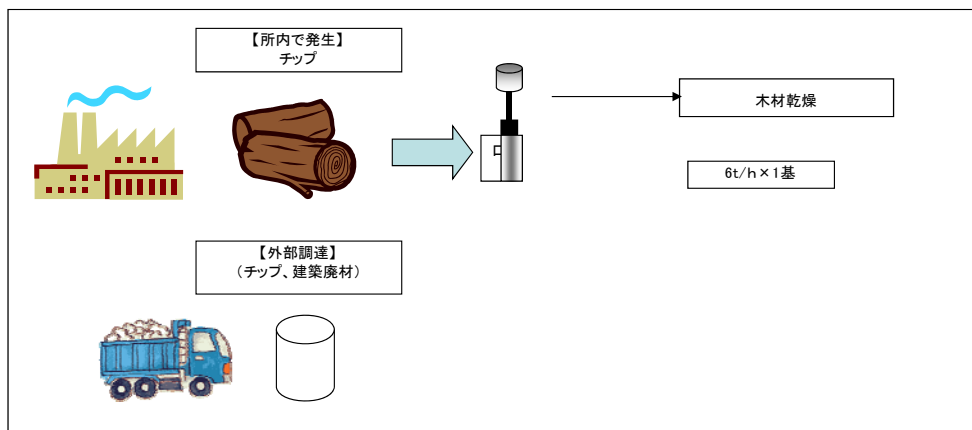 【所内で発生】
チップ
木材乾燥
6t/h×1基
【外部調達】
(チップ、建築廃材)